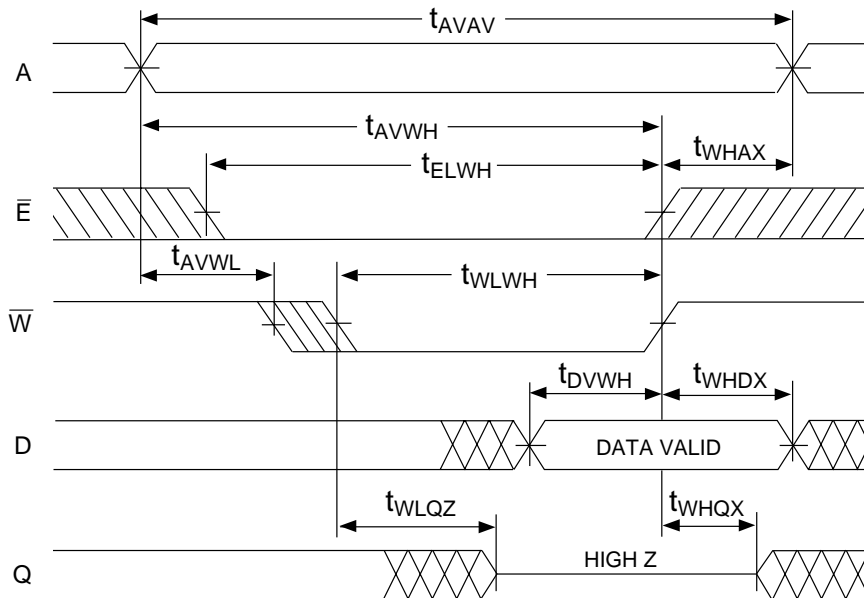 tAVAV
A
tAVWH
tWHAX
tELWH
E̅
tAVWL
tWLWH
W̅
tDVWH
tWHDX
D
DATA VALID
tWLQZ
tWHQX
Q
HIGH Z